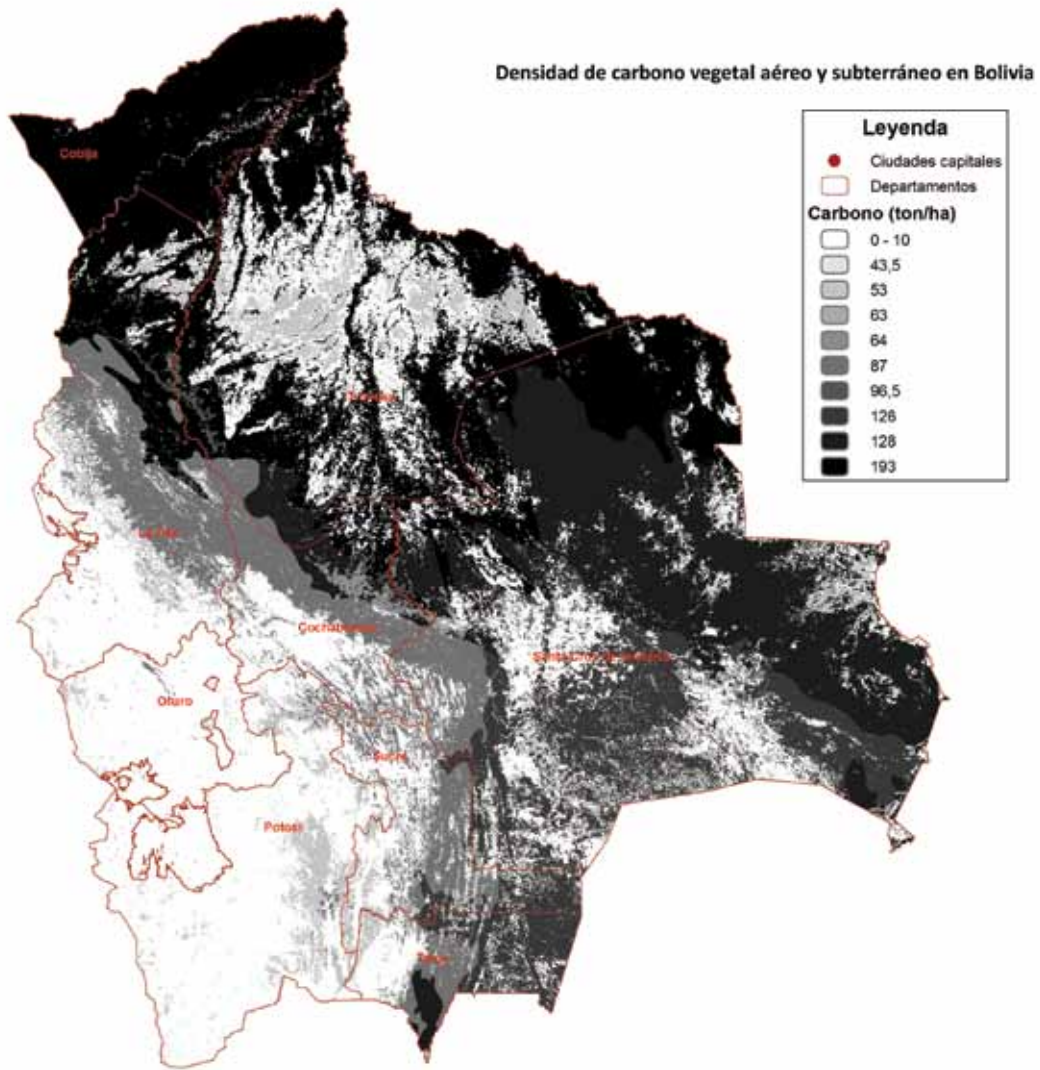 Densidad de carbono vegetal aéreo y subterráneo en Bolivia
Leyenda
Ciudades capitales
Departamentos
Carbono (ton/ha)
0 - 10
43,5
53
63
64
87
96,5
126
128
193
Cobija
La Paz
Cochabamba
Oruro
Sucre
Potosí